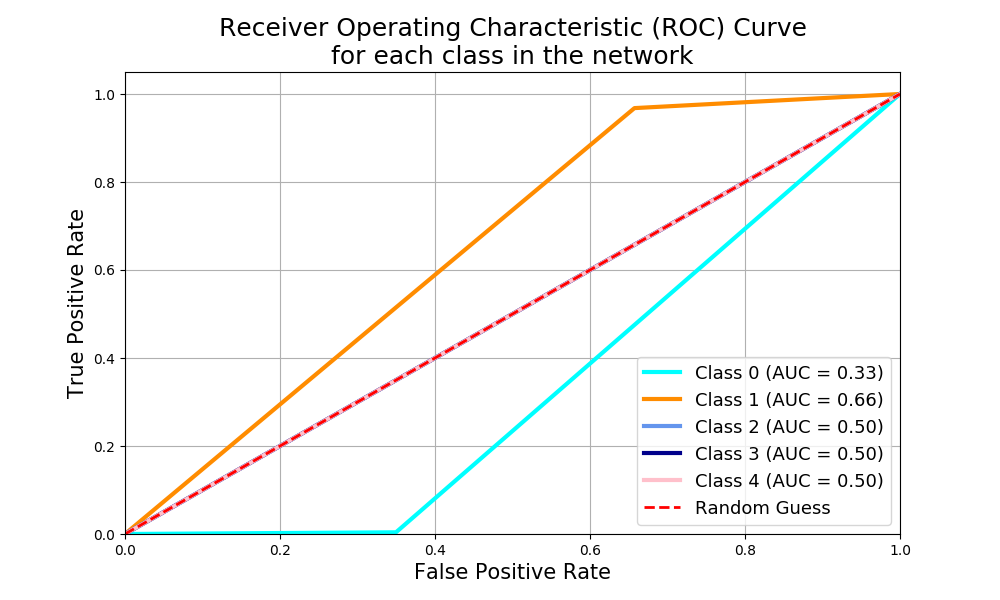 Receiver Operating Characteristic (ROC) Curve
for each class in the network
True Positive Rate
1.0
0.8
0.6
0.4
0.2
0.0
0.0 0.2 0.4 0.6 0.8 1.0
False Positive Rate
Class 0 (AUC = 0.33)
Class 1 (AUC = 0.66)
Class 2 (AUC = 0.50)
Class 3 (AUC = 0.50)
Class 4 (AUC = 0.50)
Random Guess